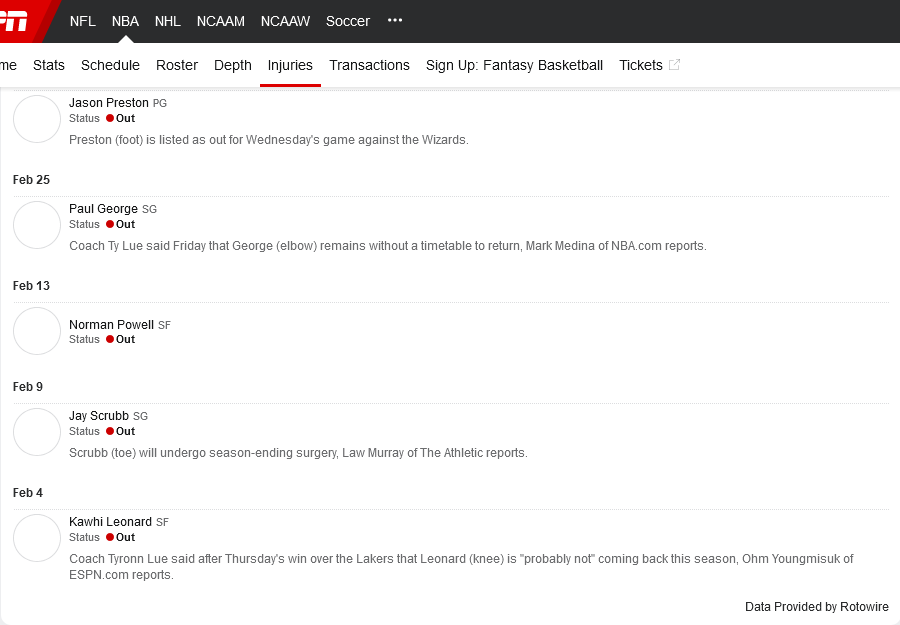 NFL NBA NHL NCAAM NCAAW Soccer •••
me Stats Schedule Roster Depth Injuries Transactions Sign Up: Fantasy Basketball Tickets
Jason Preston PG
Status Out
Preston (foot) is listed as out for Wednesday's game against the Wizards.
Feb 25
Paul George SG
Status Out
Coach Ty Lue said Friday that George (elbow) remains without a timetable to return, Mark Medina of NBA.com reports.
Feb 13
Norman Powell SF
Status Out
Feb 9
Jay Scrubb SG
Status Out
Scrubb (toe) will undergo season-ending surgery, Law Murray of The Athletic reports.
Feb 4
Kawhi Leonard SF
Status Out
Coach Tyronn Lue said after Thursday's win over the Lakers that Leonard (knee) is "probably not" coming back this season, Ohm Youngmisuk of
ESPN.com reports.
Data Provided by Rotowire